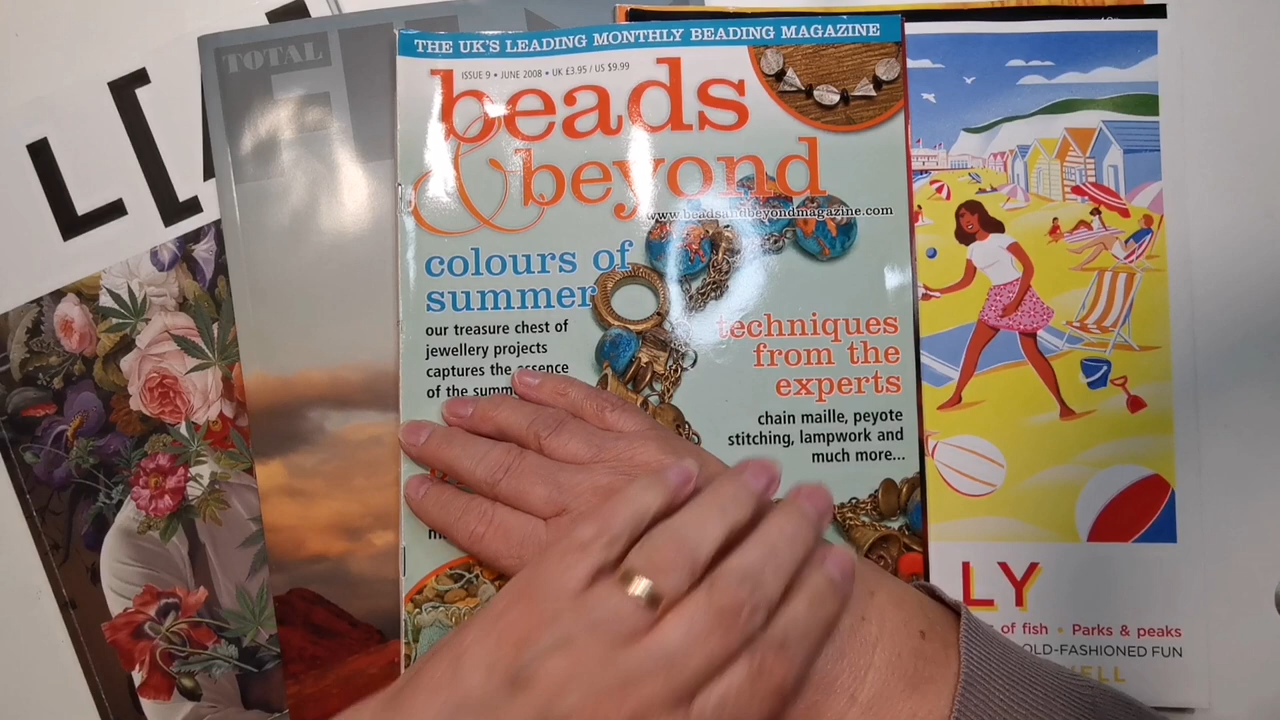 TOTAL
THE UK'S LEADING MONTHLY BEADING MAGAZINE
ISSUE 9 • JUNE 2008 • UK £3.95 / US $9.99
beads
& beyond
www.beadsandbeyondmagazine.com
colours of
summer
our treasure chest of
jewellery projects
captures the essence
of the
techniques
from the
experts
chain maille, peyote
stitching, lampwork and
much more...
LY
of fish • Parks & peaks
OLD-FASHIONED FUN